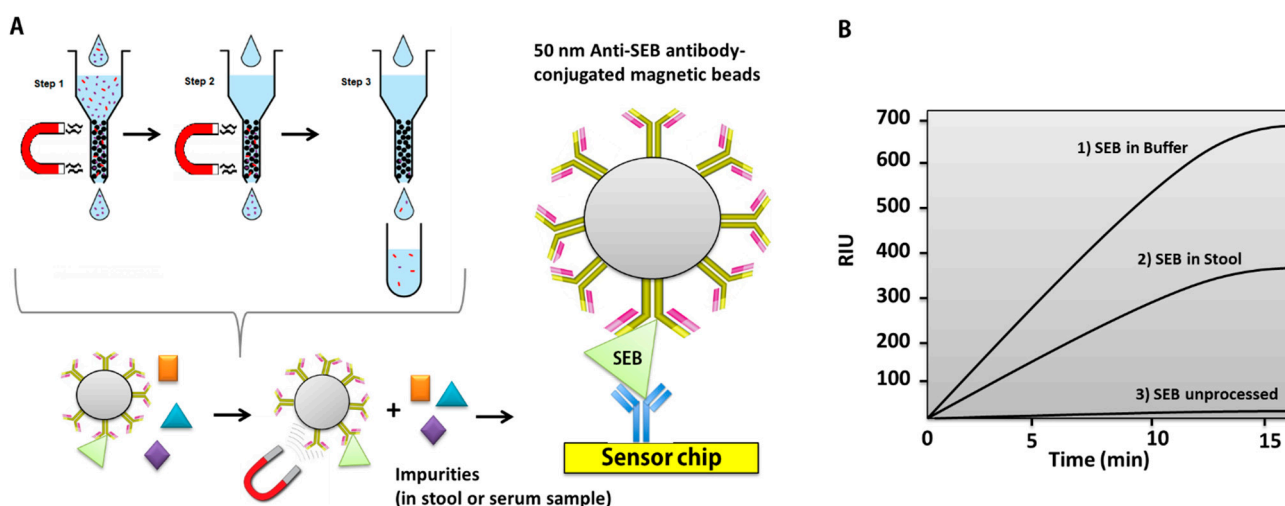 A
Step 1
Step 2
Step 3
50 nm Anti-SEB antibody-
conjugated magnetic beads
SEB
Sensor chip
+
Impurities
(in stool or serum sample)
B
700
600
500
400
300
200
100
RIU
1) SEB in Buffer
2) SEB in Stool
3) SEB unprocessed
0
5
10
15
Time (min)